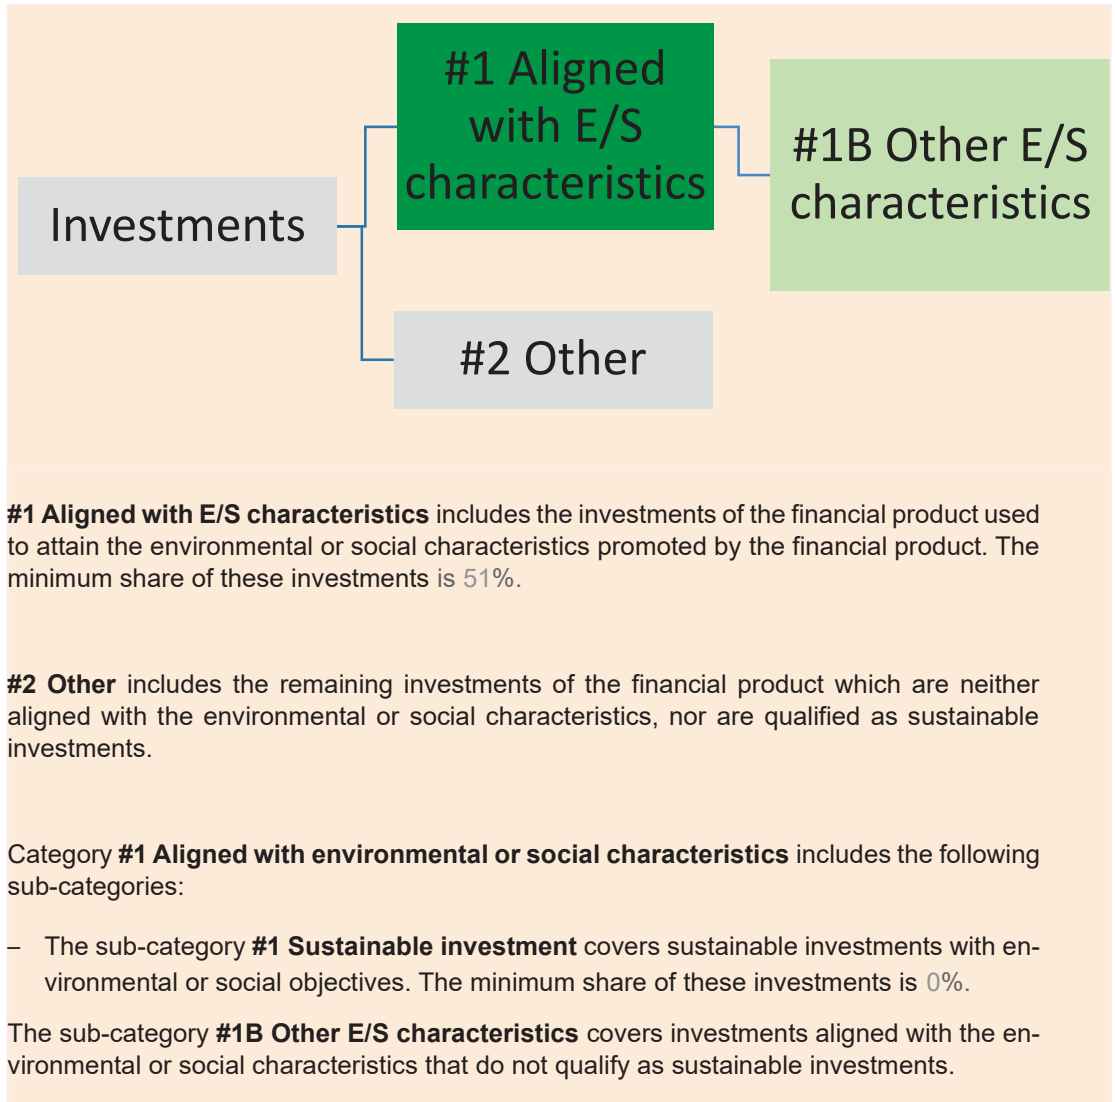 #1 Aligned
with E/S
characteristics
#1B Other E/S
characteristics
Investments
#2 Other
#1 Aligned with E/S characteristics includes the investments of the financial product used
to attain the environmental or social characteristics promoted by the financial product. The
minimum share of these investments is 51%.
#2 Other includes the remaining investments of the financial product which are neither
aligned with the environmental or social characteristics, nor are qualified as sustainable
investments.
Category #1 Aligned with environmental or social characteristics includes the following
sub-categories:
– The sub-category #1 Sustainable investment covers sustainable investments with en-
vironmental or social objectives. The minimum share of these investments is 0%.
The sub-category #1B Other E/S characteristics covers investments aligned with the en-
vironmental or social characteristics that do not qualify as sustainable investments.